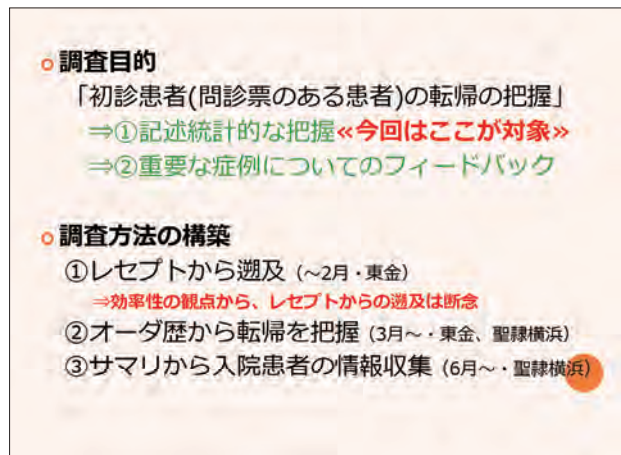 調査目的
「初診患者(問診票のある患者)の転帰の把握」
⇒①記述統計的な把握≪今回はここが対象≫
⇒②重要な症例についてのフィードバック
調査方法の構築
①レセプトから遡及（～2月・東金）
⇒効率性の観点から、レセプトからの遡及は断念
②オーダ歴から転帰を把握（3月～・東金、聖隷横浜）
③サマリから入院患者の情報収集（6月～・聖隷横浜）